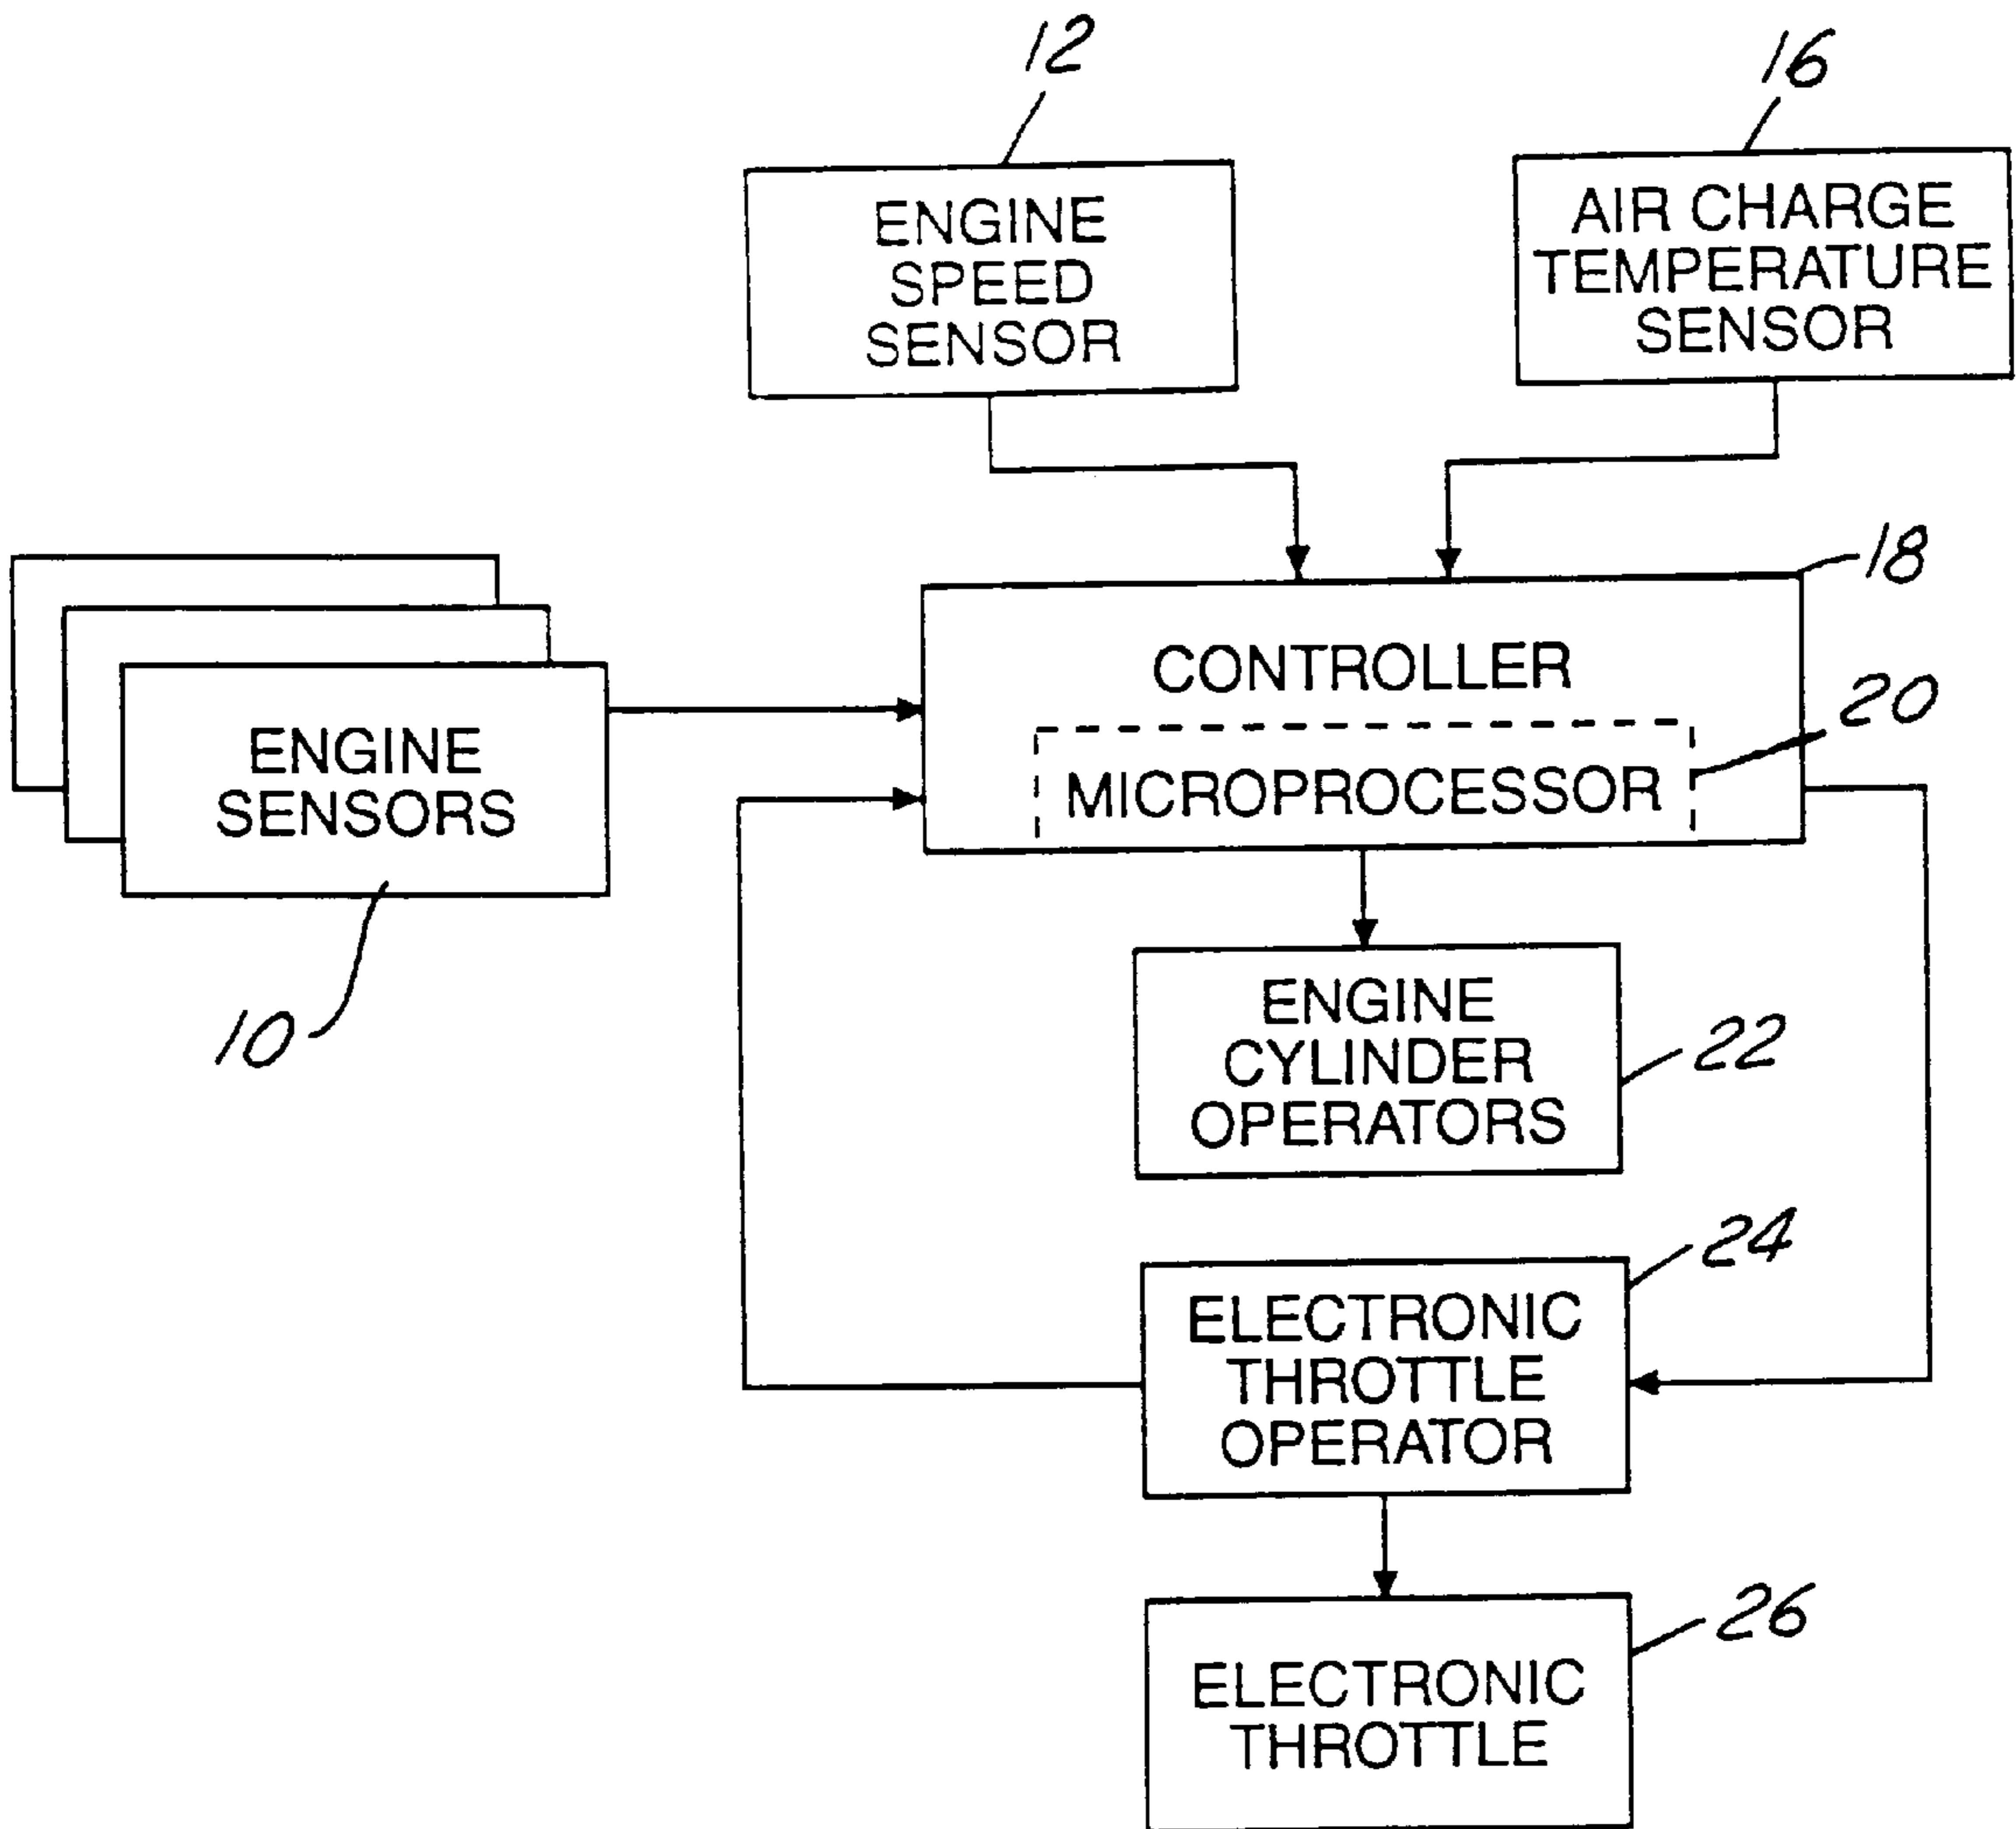 12
16
ENGINE
SPEED
SENSOR
AIR CHARGE
TEMPERATURE
SENSOR
18
CONTROLLER
20
MICROPROCESSOR
ENGINE
SENSORS
10
ENGINE
CYLINDER
OPERATORS
22
24
ELECTRONIC
THROTTLE
OPERATOR
26
ELECTRONIC
THROTTLE